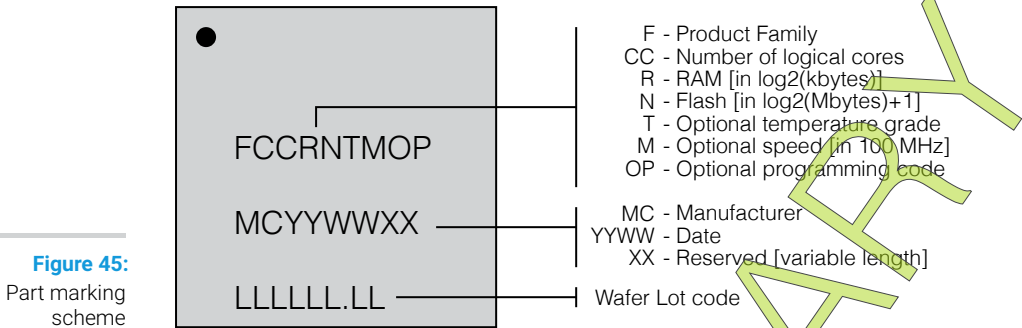 F - Product Family
CC - Number of logical cores
R - RAM [in log2(kbytes)]
N - Flash [in log2(Mbytes)+1]
T - Optional temperature grade
M - Optional speed [in 100 MHz]
OP - Optional programming code
FCCRNTMOP
MCYYWWXX
MC - Manufacturer
YYWW - Date
XX - Reserved [variable length]
LLLLLL.LL
Wafer Lot code
Figure 45:
Part marking
scheme
ARY